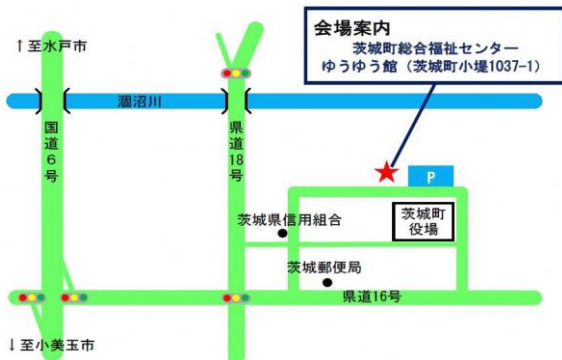 会場案内
茨城町総合福祉センター
ゆうゆう館（茨城町小堤1037-1）
↑至水戸市
涸沼川
国道6号
県道18号
P
茨城県信用組合
茨城町
役場
茨城郵便局
県道16号
↓至小美玉市